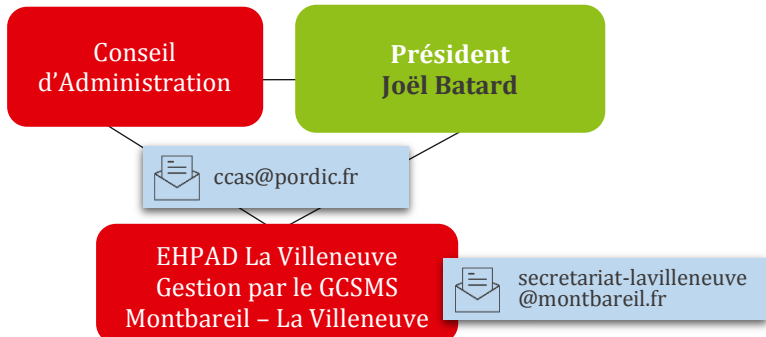 Conseil
d’Administration
Président
Joël Batard
ccas@pordic.fr
EHPAD La Villeneuve
Gestion par le GCSMS
Montbareil – La Villeneuve
secretariat-lavilleneuve
@montbareil.fr